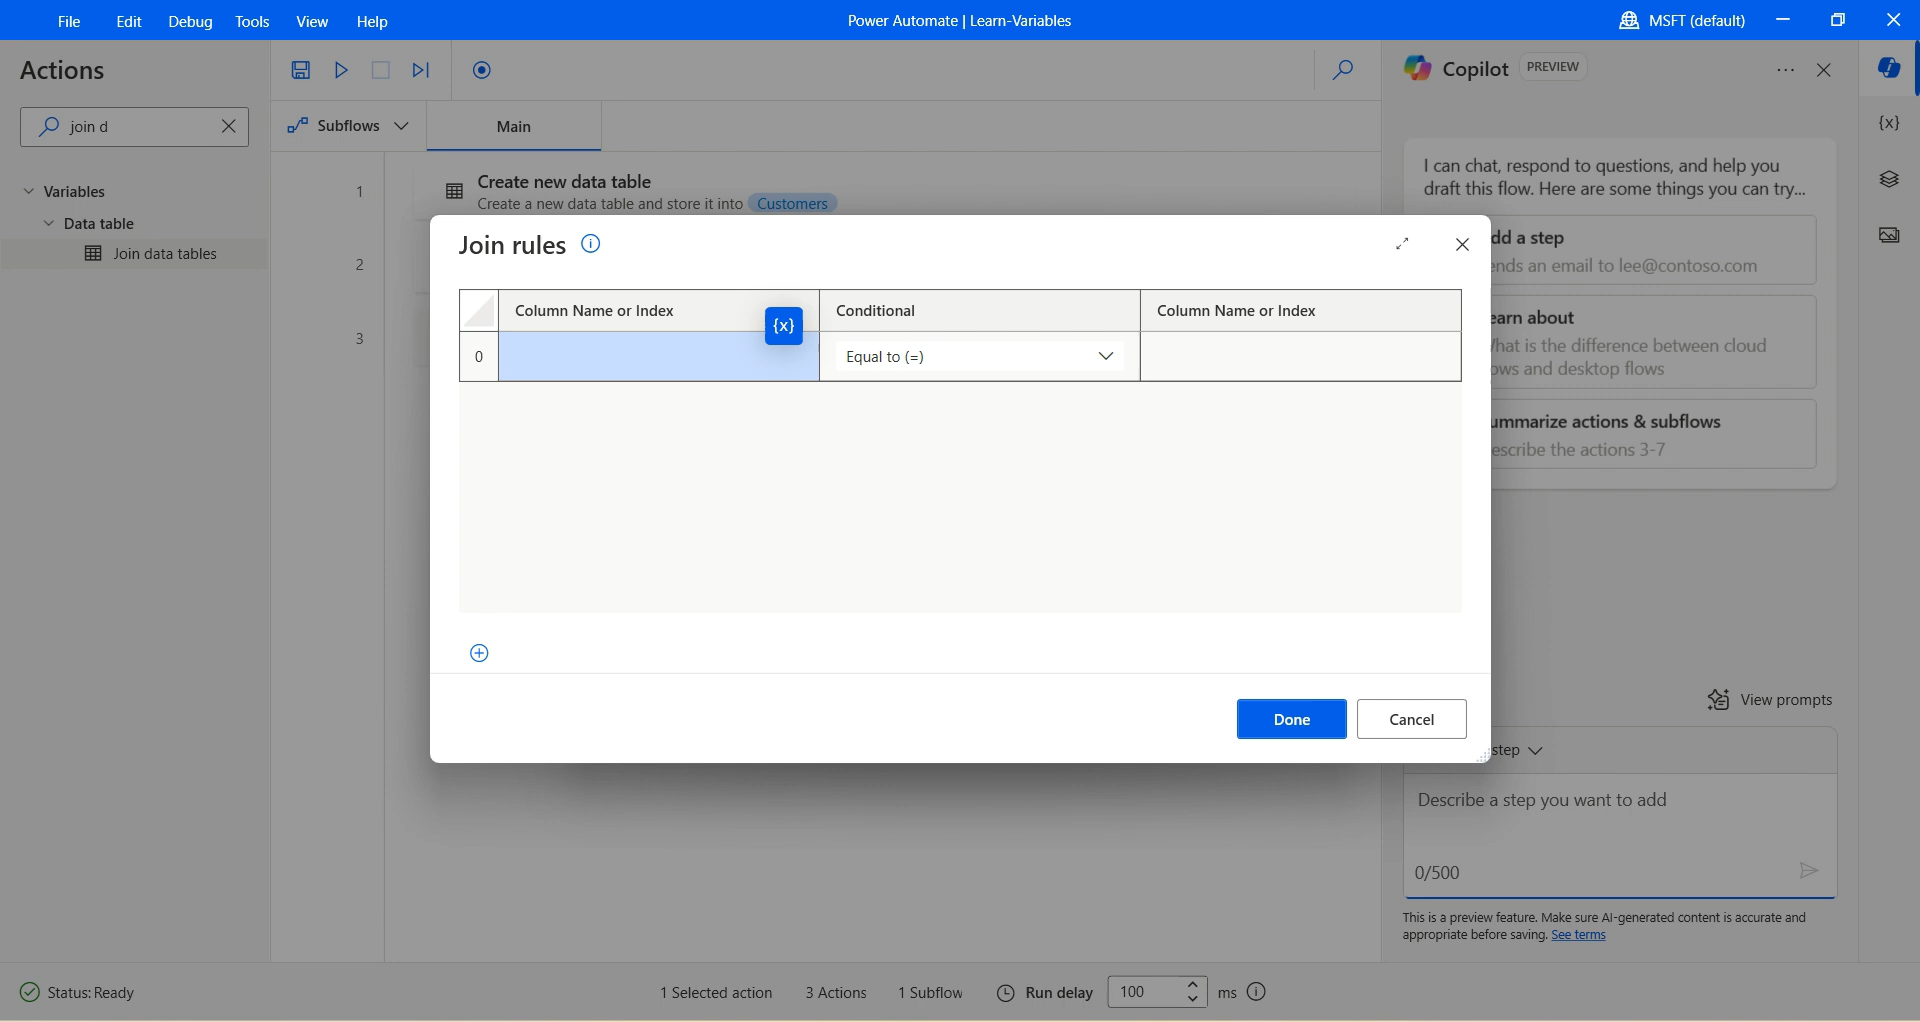 File Edit Debug Tools View Help
Power Automate | Learn-Variables
MSFT (default)
Actions
join d
Variables
Data table
Join data tables
Subflows
Main
1
Create new data table
Create a new data table and store it into Customers
2
3
Join rules
Column Name or Index
{x}
Conditional
Column Name or Index
0
Equal to (=)
Done
Cancel
Copilot
PREVIEW
{x}
I can chat, respond to questions, and help you
draft this flow. Here are some things you can try...
dd a step
ends an email to lee@contoso.com
earn about
hat is the difference between cloud
ows and desktop flows
ummarize actions & subflows
escribe the actions 3-7
View prompts
step
Describe a step you want to add
0/500
This is a preview feature. Make sure AI-generated content is accurate and
appropriate before saving. See terms
Status: Ready
1 Selected action
3 Actions
1 Subflow
Run delay
100
ms